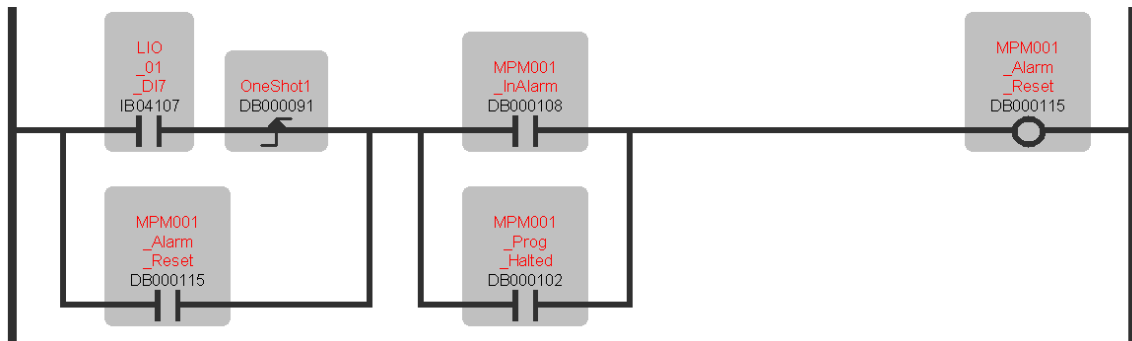 LIO
_01
_DI7
IB04107
OneShot1
DB000091
MPM001
_InAlarm
DB000108
MPM001
_Alarm
_Reset
DB000115
MPM001
_Alarm
_Reset
DB000115
MPM001
_Prog
_Halted
DB000102